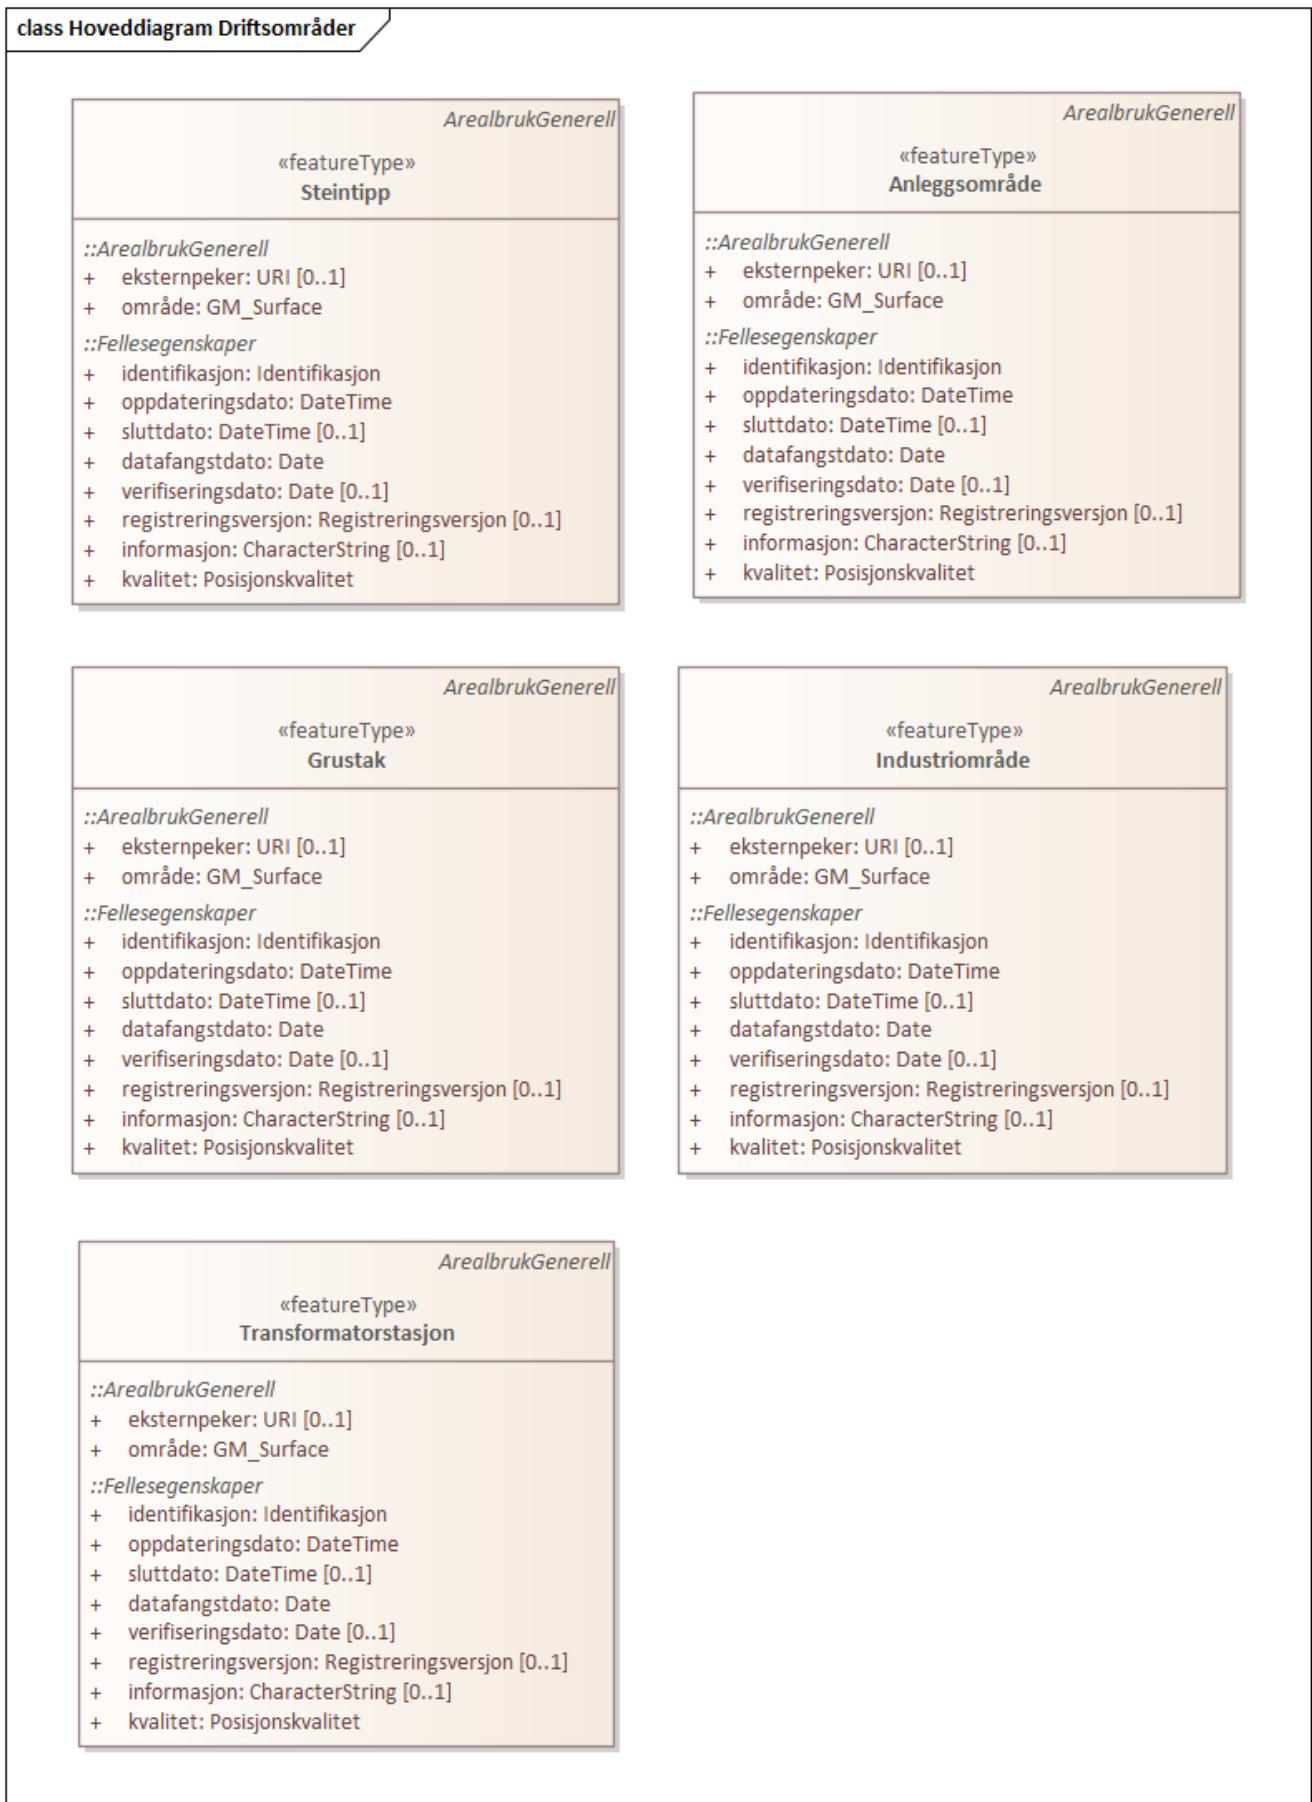 class Hoveddiagram Driftsområder
ArealbrukGenerell
«featureType»
Steintipp
::ArealbrukGenerell
+ eksternpeker: URI [0..1]
+ område: GM_Surface
::Fellesegenskaper
+ identifikasjon: Identifikasjon
+ oppdateringsdato: DateTime
+ sluttdato: DateTime [0..1]
+ datafangstdato: Date
+ verifiseringsdato: Date [0..1]
+ registreringsversjon: Registreringsversjon [0..1]
+ informasjon: CharacterString [0..1]
+ kvalitet: Posisjonskvalitet
ArealbrukGenerell
«featureType»
Anleggsområde
::ArealbrukGenerell
+ eksternpeker: URI [0..1]
+ område: GM_Surface
::Fellesegenskaper
+ identifikasjon: Identifikasjon
+ oppdateringsdato: DateTime
+ sluttdato: DateTime [0..1]
+ datafangstdato: Date
+ verifiseringsdato: Date [0..1]
+ registreringsversjon: Registreringsversjon [0..1]
+ informasjon: CharacterString [0..1]
+ kvalitet: Posisjonskvalitet
ArealbrukGenerell
«featureType»
Grustak
::ArealbrukGenerell
+ eksternpeker: URI [0..1]
+ område: GM_Surface
::Fellesegenskaper
+ identifikasjon: Identifikasjon
+ oppdateringsdato: DateTime
+ sluttdato: DateTime [0..1]
+ datafangstdato: Date
+ verifiseringsdato: Date [0..1]
+ registreringsversjon: Registreringsversjon [0..1]
+ informasjon: CharacterString [0..1]
+ kvalitet: Posisjonskvalitet
ArealbrukGenerell
«featureType»
Industriområde
::ArealbrukGenerell
+ eksternpeker: URI [0..1]
+ område: GM_Surface
::Fellesegenskaper
+ identifikasjon: Identifikasjon
+ oppdateringsdato: DateTime
+ sluttdato: DateTime [0..1]
+ datafangstdato: Date
+ verifiseringsdato: Date [0..1]
+ registreringsversjon: Registreringsversjon [0..1]
+ informasjon: CharacterString [0..1]
+ kvalitet: Posisjonskvalitet
ArealbrukGenerell
«featureType»
Transformatorstasjon
::ArealbrukGenerell
+ eksternpeker: URI [0..1]
+ område: GM_Surface
::Fellesegenskaper
+ identifikasjon: Identifikasjon
+ oppdateringsdato: DateTime
+ sluttdato: DateTime [0..1]
+ datafangstdato: Date
+ verifiseringsdato: Date [0..1]
+ registreringsversjon: Registreringsversjon [0..1]
+ informasjon: CharacterString [0..1]
+ kvalitet: Posisjonskvalitet